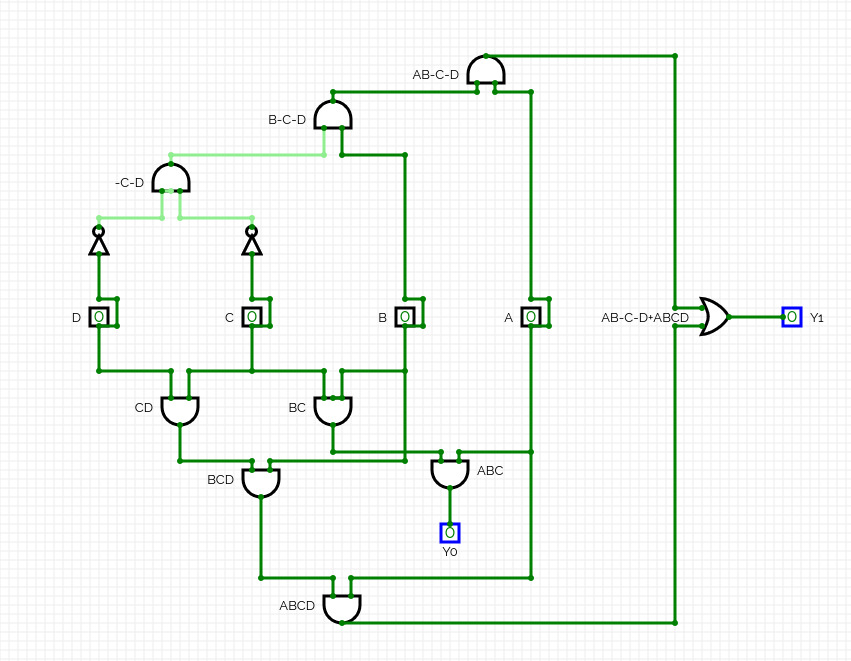 AB-C-D
B-C-D
-C-D
D 0
C 0
B 0
A 0
AB-C-D+ABCD
0 Y1
CD
BC
BCD
ABC
0
Y0
ABCD